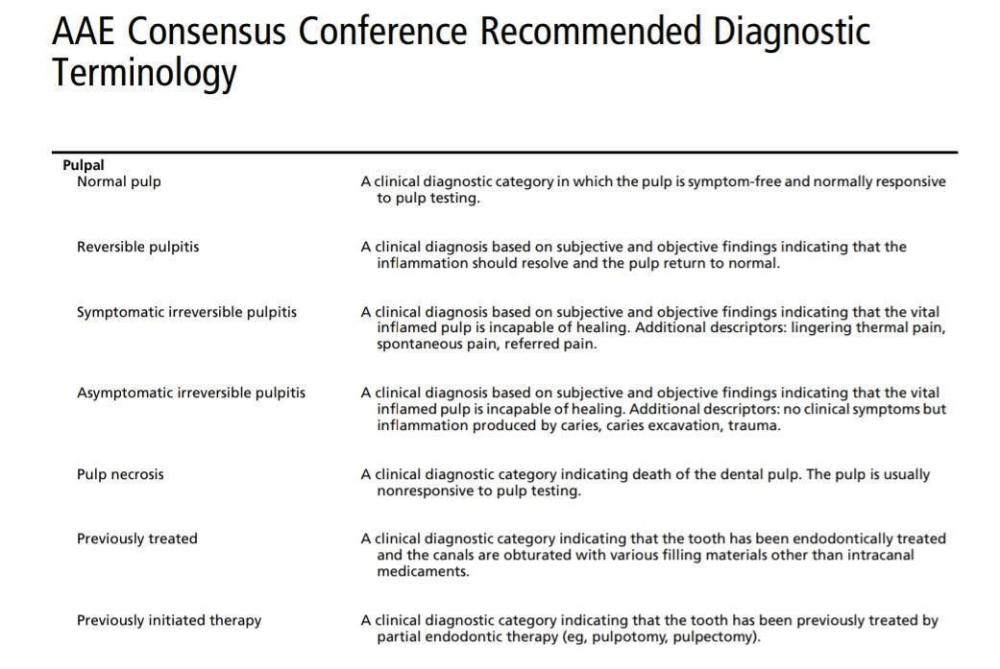 AAE Consensus Conference Recommended Diagnostic
Terminology
Pulpal
Normal pulp
A clinical diagnostic category in which the pulp is symptom-free and normally responsive
to pulp testing.
Reversible pulpitis
A clinical diagnosis based on subjective and objective findings indicating that the
inflammation should resolve and the pulp return to normal.
Symptomatic irreversible pulpitis
A clinical diagnosis based on subjective and objective findings indicating that the vital
inflamed pulp is incapable of healing. Additional descriptors: lingering thermal pain,
spontaneous pain, referred pain.
Asymptomatic irreversible pulpitis
A clinical diagnosis based on subjective and objective findings indicating that the vital
inflamed pulp is incapable of healing. Additional descriptors: no clinical symptoms but
inflammation produced by caries, caries excavation, trauma.
Pulp necrosis
A clinical diagnostic category indicating death of the dental pulp. The pulp is usually
nonresponsive to pulp testing.
Previously treated
A clinical diagnostic category indicating that the tooth has been endodontically treated
and the canals are obturated with various filling materials other than intracanal
medicaments.
Previously initiated therapy
A clinical diagnostic category indicating that the tooth has been previously treated by
partial endodontic therapy (eg, pulpotomy, pulpectomy).